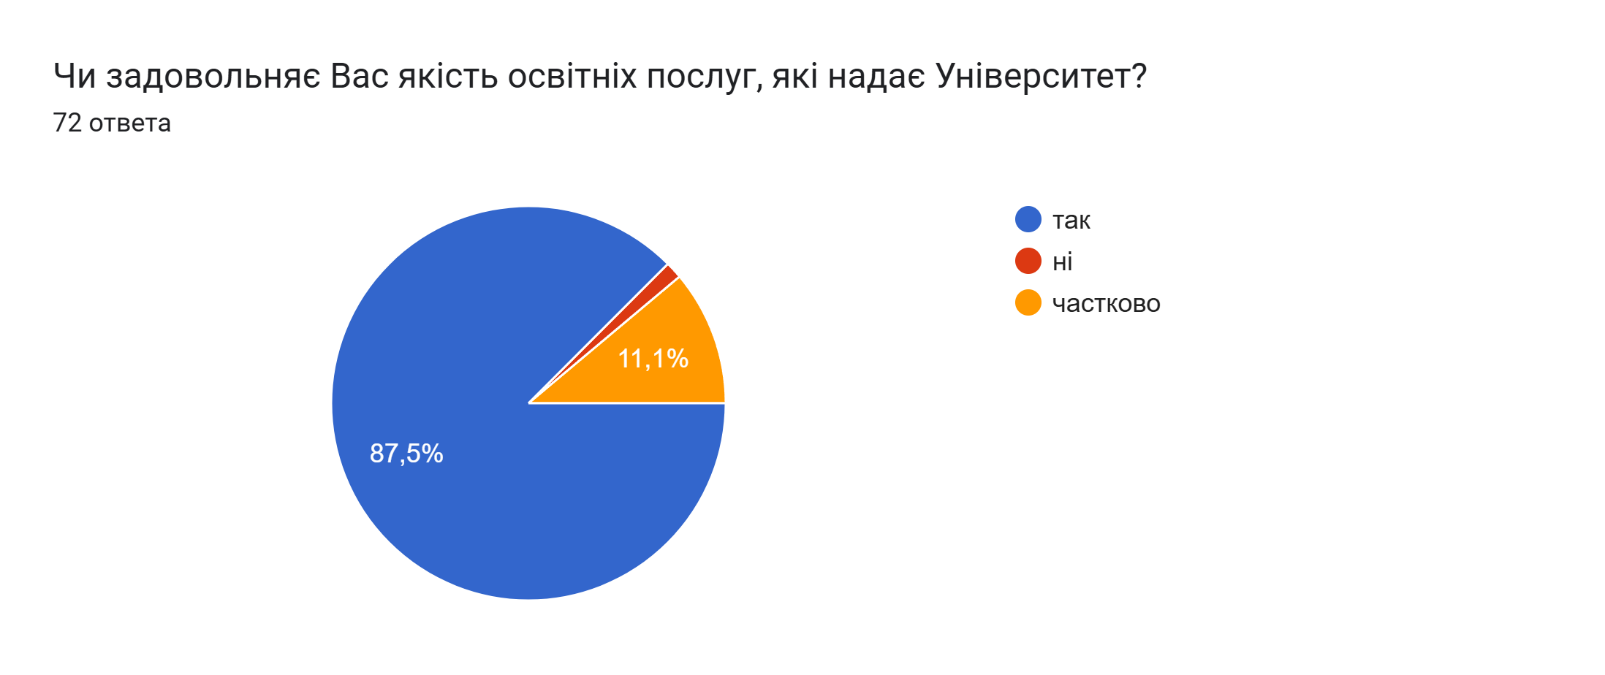 Чи задовольняє Вас якість освітніх послуг, які надає Університет?
72 ответа
так
ні
частково
11,1%
87,5%